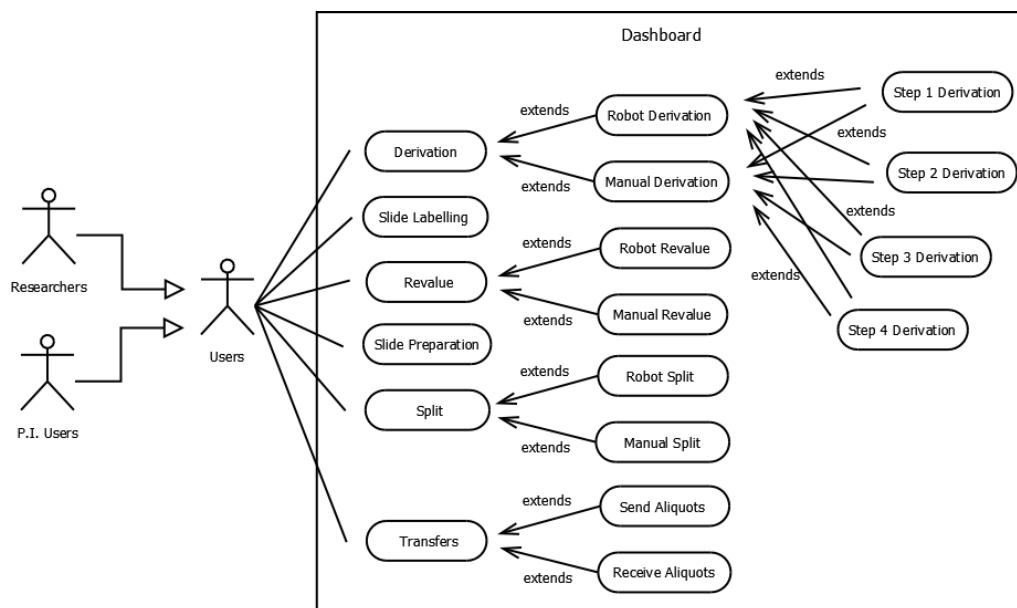 Dashboard
extends
Step 1 Derivation
extends
Robot Derivation
extends
Derivation
Step 2 Derivation
extends
Manual Derivation
Researchers
Slide Labelling
extends
extends
Robot Revalue
Step 3 Derivation
Revalue
extends
extends
Manual Revalue
Step 4 Derivation
Users
Slide Preparation
extends
Robot Split
P.I. Users
Split
extends
Manual Split
extends
Send Aliquots
Transfers
extends
Receive Aliquots